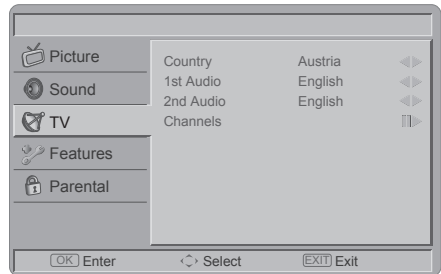 Picture
Sound
TV
Features
Parental
Country Austria
1st Audio English
2nd Audio English
Channels
OK Enter Select EXIT Exit